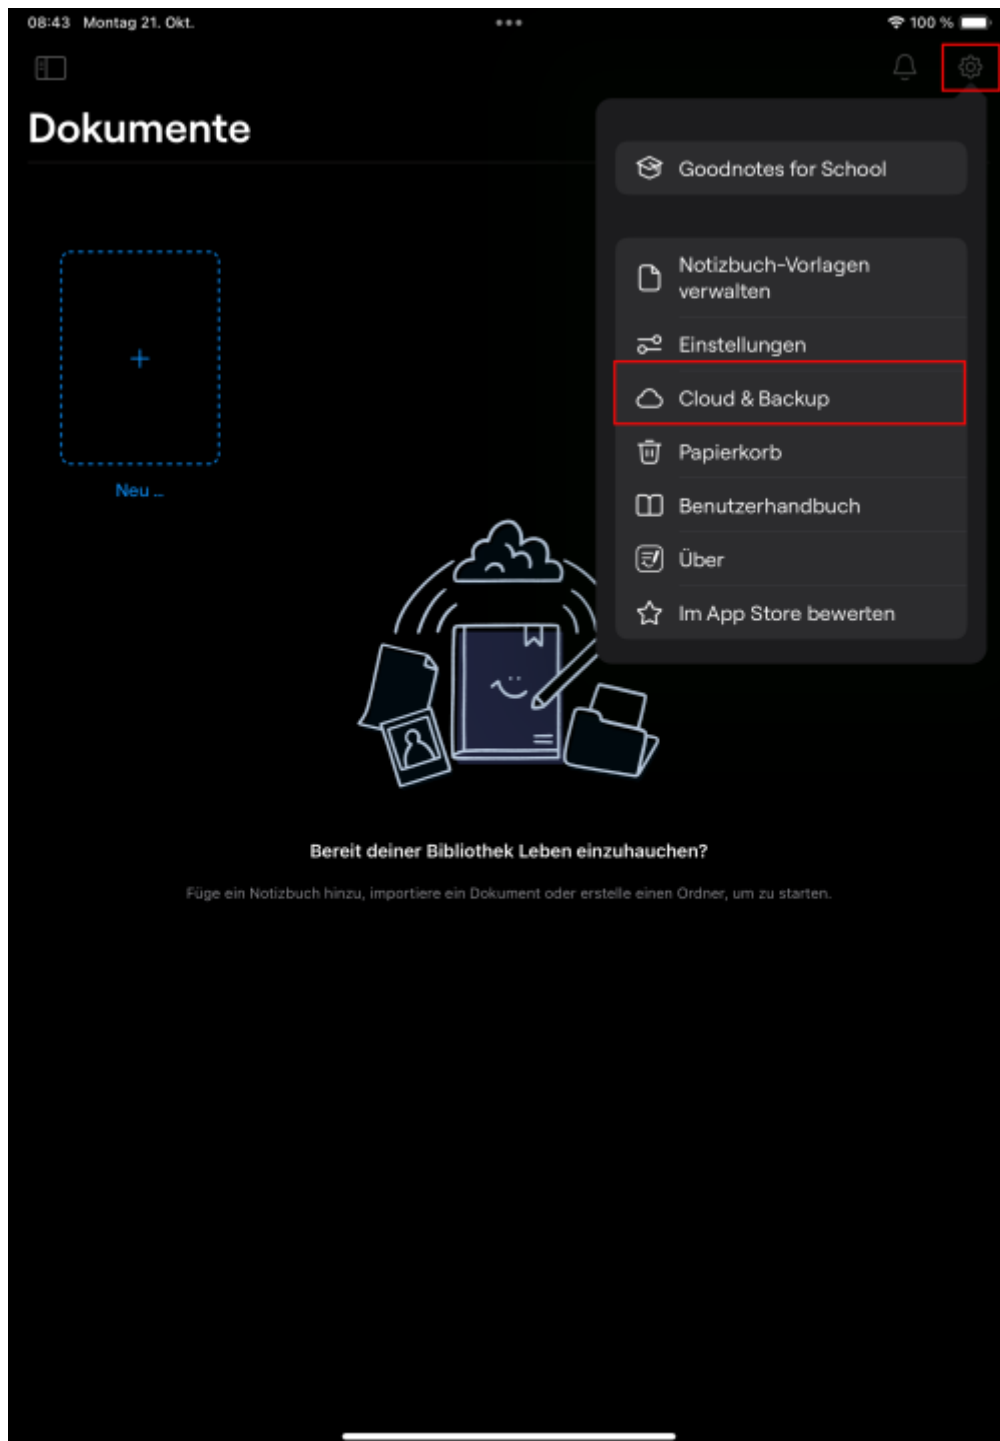 08:43 Montag 21. Okt.
100 %
Dokumente
Goodnotes for School
Notizbuch-Vorlagen
verwalten
Einstellungen
Cloud & Backup
Papierkorb
Benutzerhandbuch
Über
Im App Store bewerten
Neu ...
Bereit deiner Bibliothek Leben einzuhauchen?
Füge ein Notizbuch hinzu, importiere ein Dokument oder erstelle einen Ordner, um zu starten.